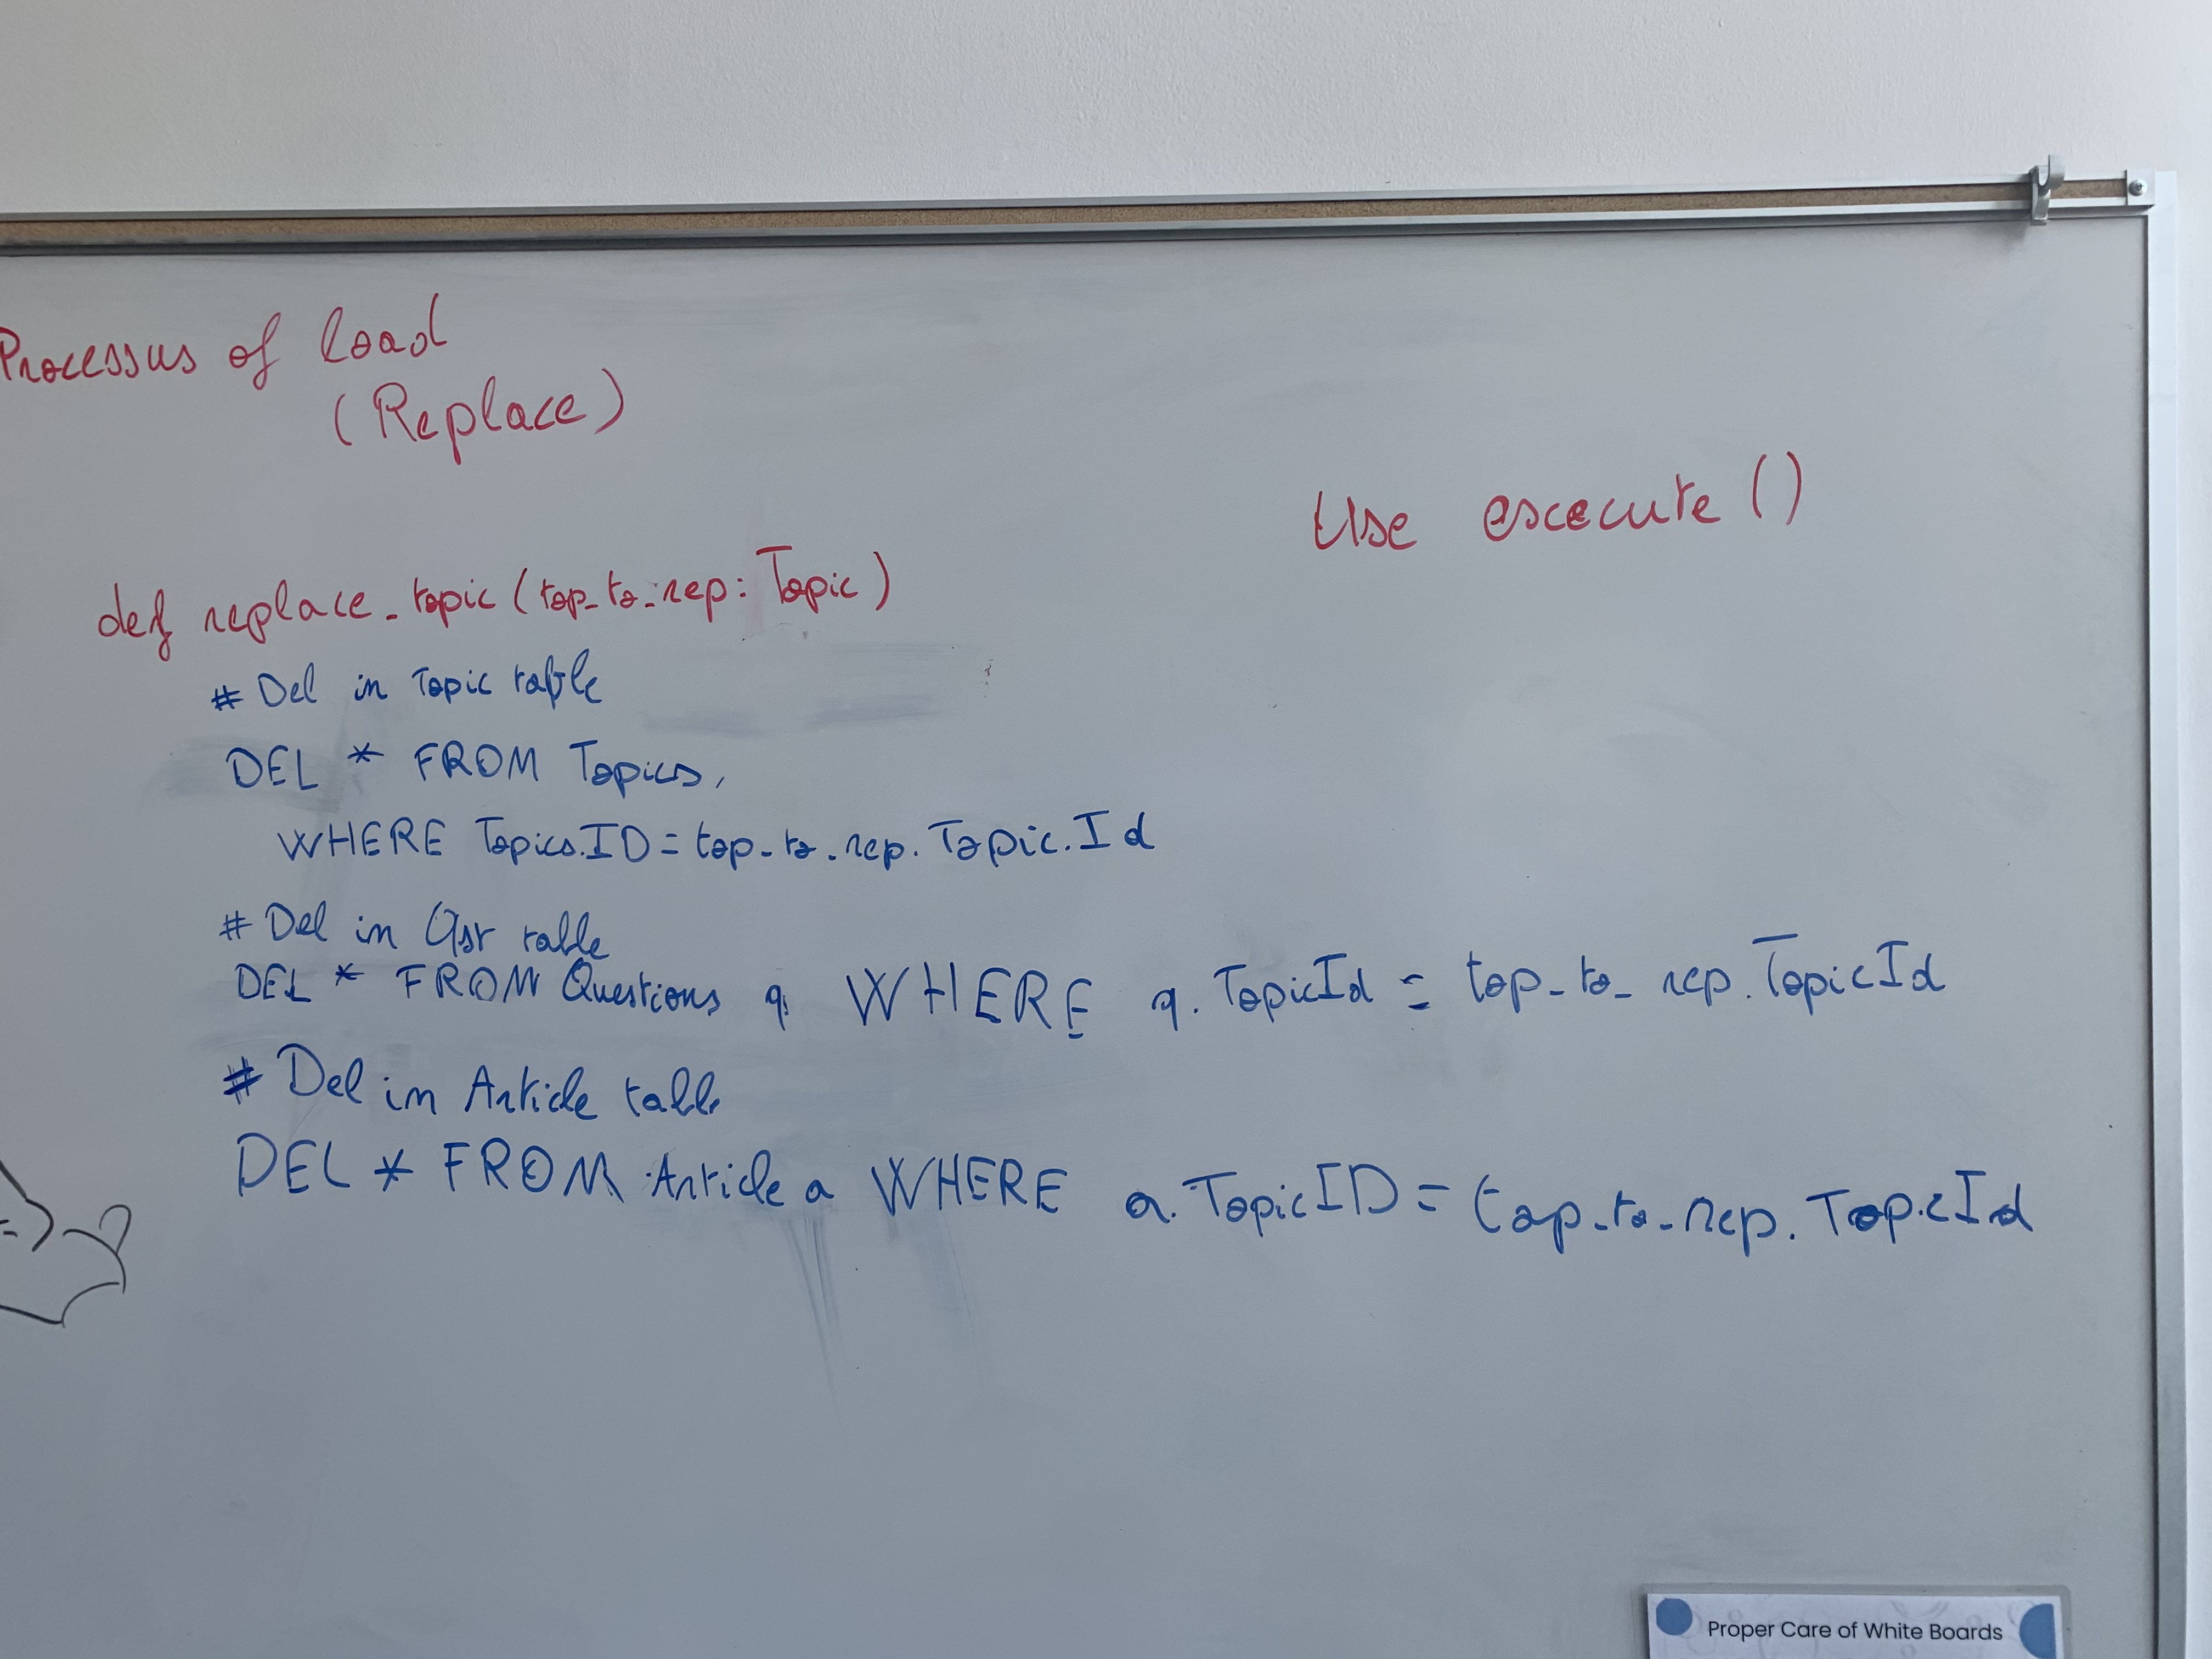 Processus of load
(Replace)
Use escecute ()
def replace_topic (top_to_rep: Topic)
# Del in Topic table
DEL * FROM Topics,
WHERE Topics.ID = top_to_rep. Topic.Id
# Del in Qst table
DEL * FROM Questions q WHERE q. TopicId = top_to_rep. TopicId
# Del in Article table
DEL * FROM Article a WHERE a. TopicID = top_to_rep. TopicId
=>
Proper Care of White Boards